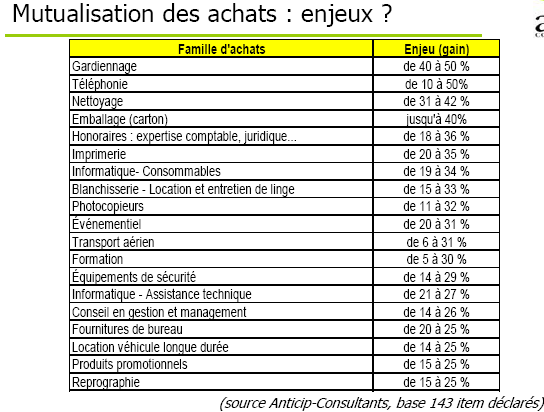 Mutualisation des achats : enjeux ?
Famille d'achats Enjeu (gain)
Gardiennage de 40 à 50 %
Téléphonie de 10 à 50%
Nettoyage de 31 à 42 %
Emballage (carton) jusqu'à 40%
Honoraires : expertise comptable, juridique... de 18 à 36 %
Imprimerie de 20 à 35 %
Informatique- Consommables de 19 à 34 %
Blanchisserie - Location et entretien de linge de 15 à 33 %
Photocopieurs de 11 à 32 %
Événementiel de 20 à 31 %
Transport aérien de 6 à 31 %
Formation de 5 à 30 %
Équipements de sécurité de 14 à 29 %
Informatique - Assistance technique de 21 à 27 %
Conseil en gestion et management de 14 à 26 %
Fournitures de bureau de 20 à 25 %
Location véhicule longue durée de 14 à 25 %
Produits promotionnels de 15 à 25 %
Reprographie de 15 à 25 %
(source Anticip-Consultants, base 143 item déclarés)